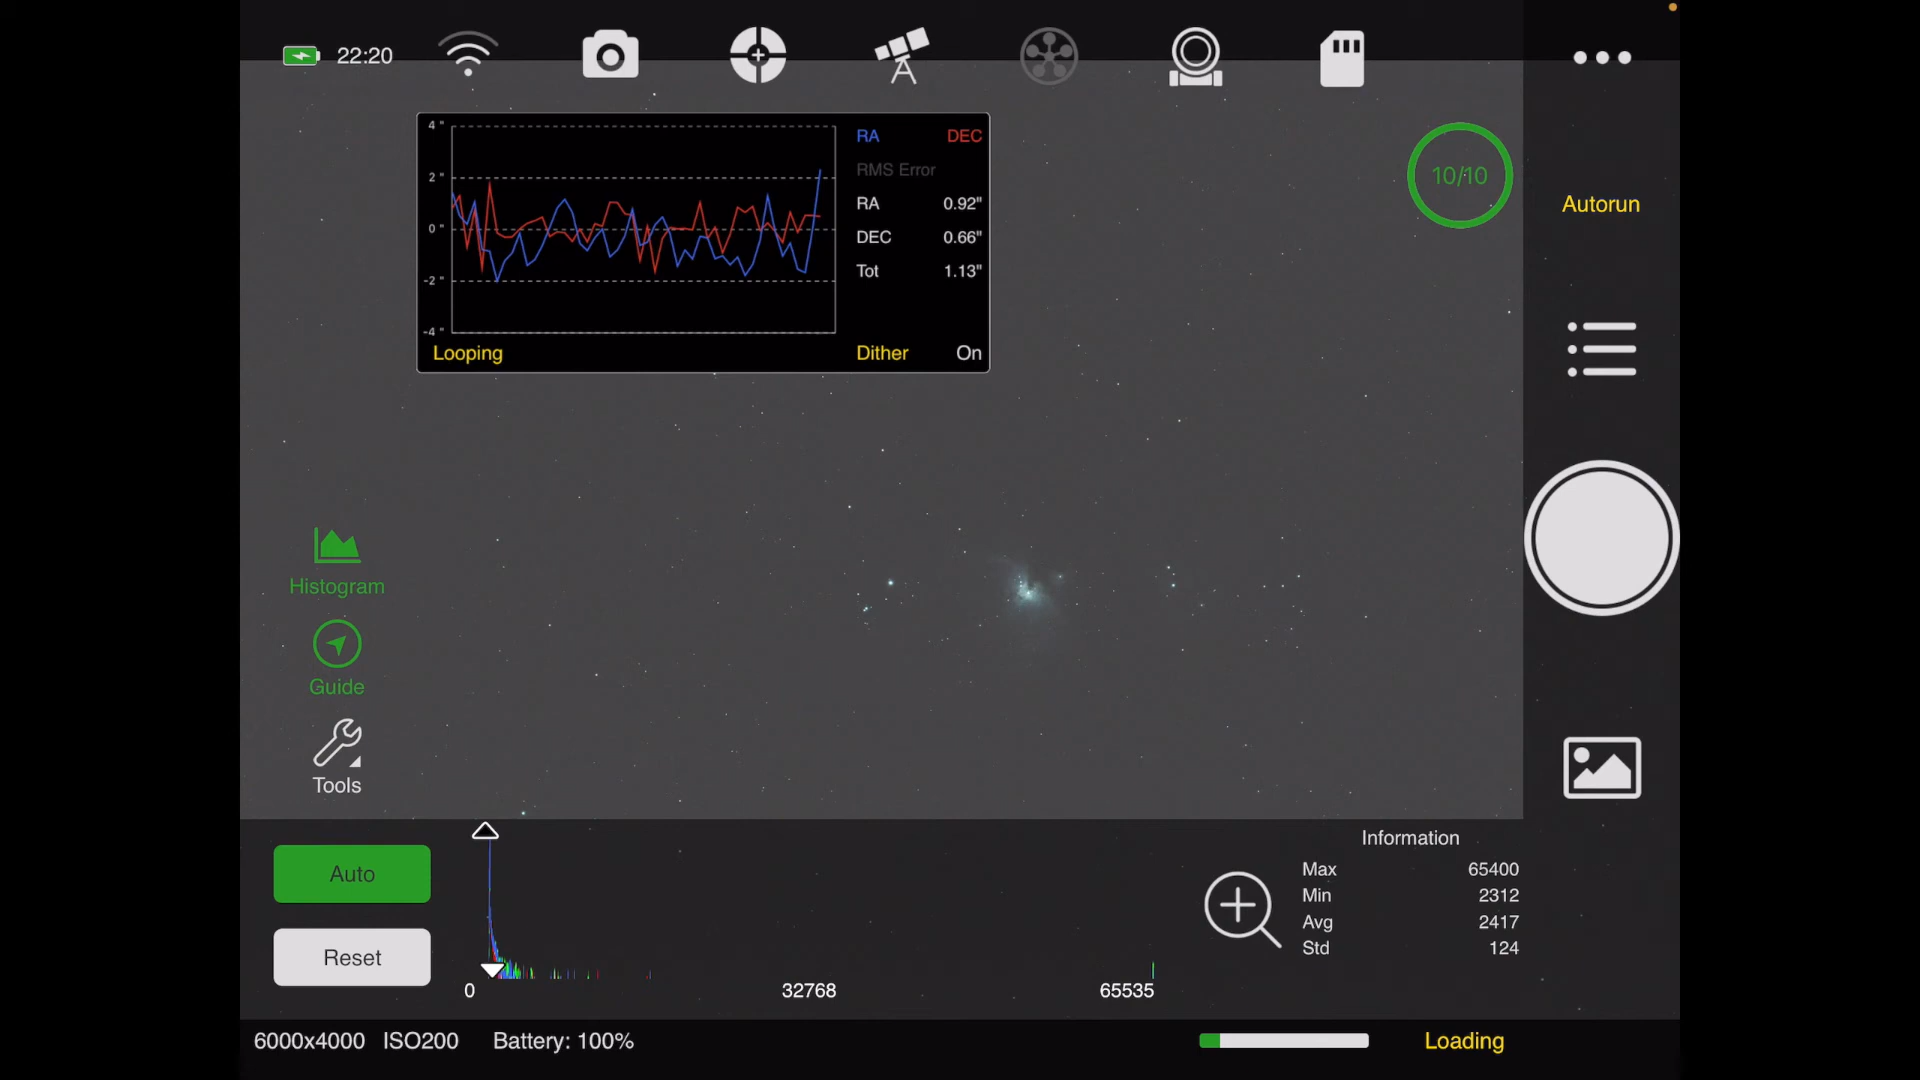 22:20
4 "
2 "
0 "
-2 "
-4 "
RA DEC
RMS Error
RA 0.92"
DEC 0.66"
Tot 1.13"
Looping
Dither On
10/10
Autorun
Histogram
Guide
Tools
Auto
Reset
0 32768 65535
Information
Max 65400
Min 2312
Avg 2417
Std 124
6000x4000 ISO200 Battery: 100%
Loading